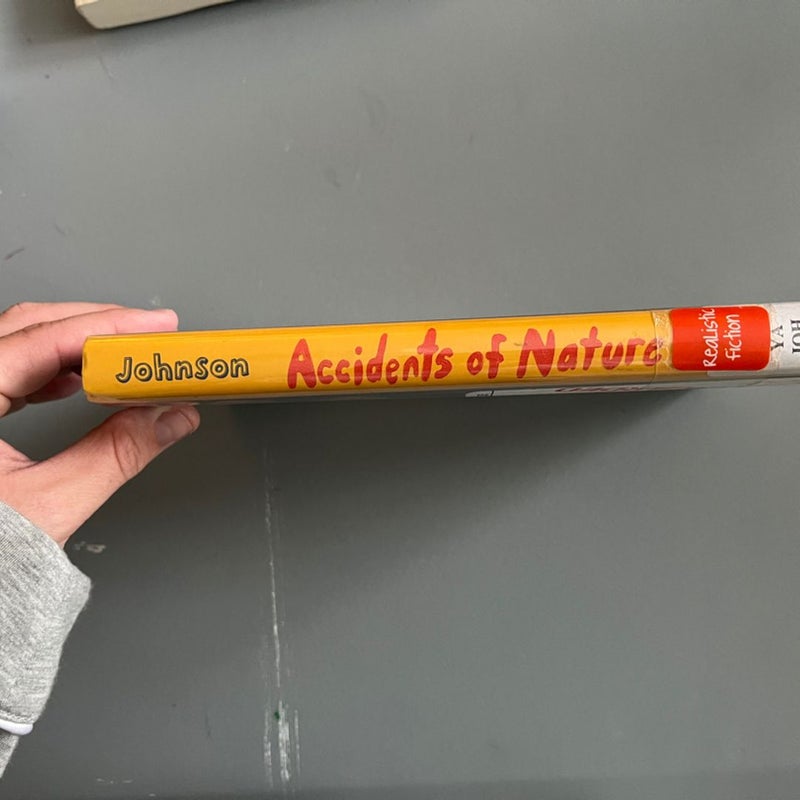 Johnson
Accidents of Nature
Realistic
Fiction
YA
JOH